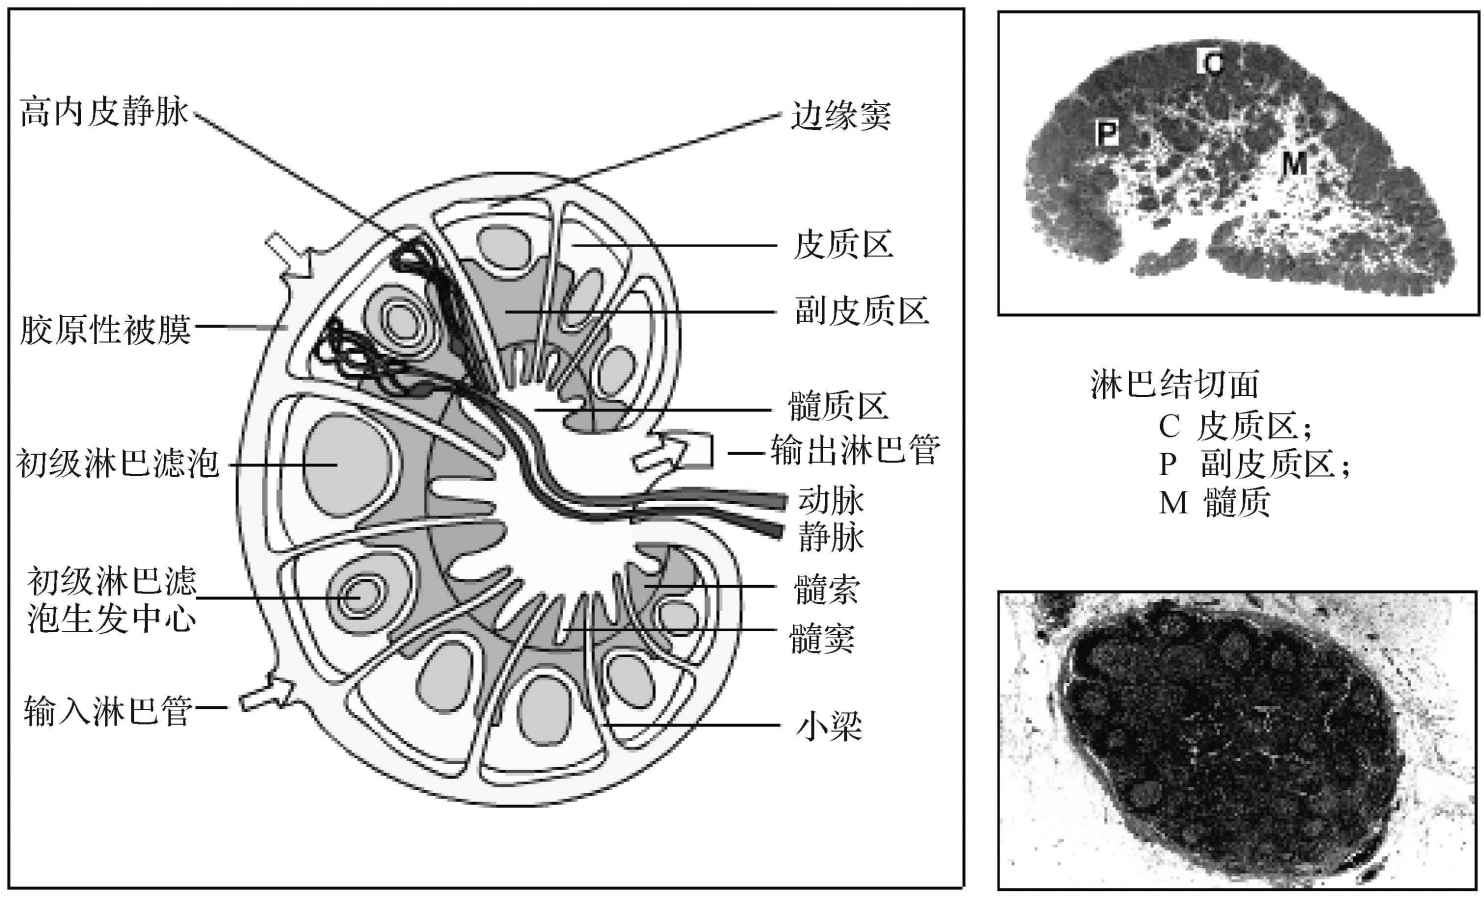 高内皮静脉
胶原性被膜
初级淋巴滤泡
初级淋巴滤
泡生发中心
输入淋巴管
边缘窦
皮质区
副皮质区
髓质区
输出淋巴管
动脉
静脉
髓索
髓窦
小梁
C
P
M
淋巴结切面
C 皮质区；
P 副皮质区；
M 髓质